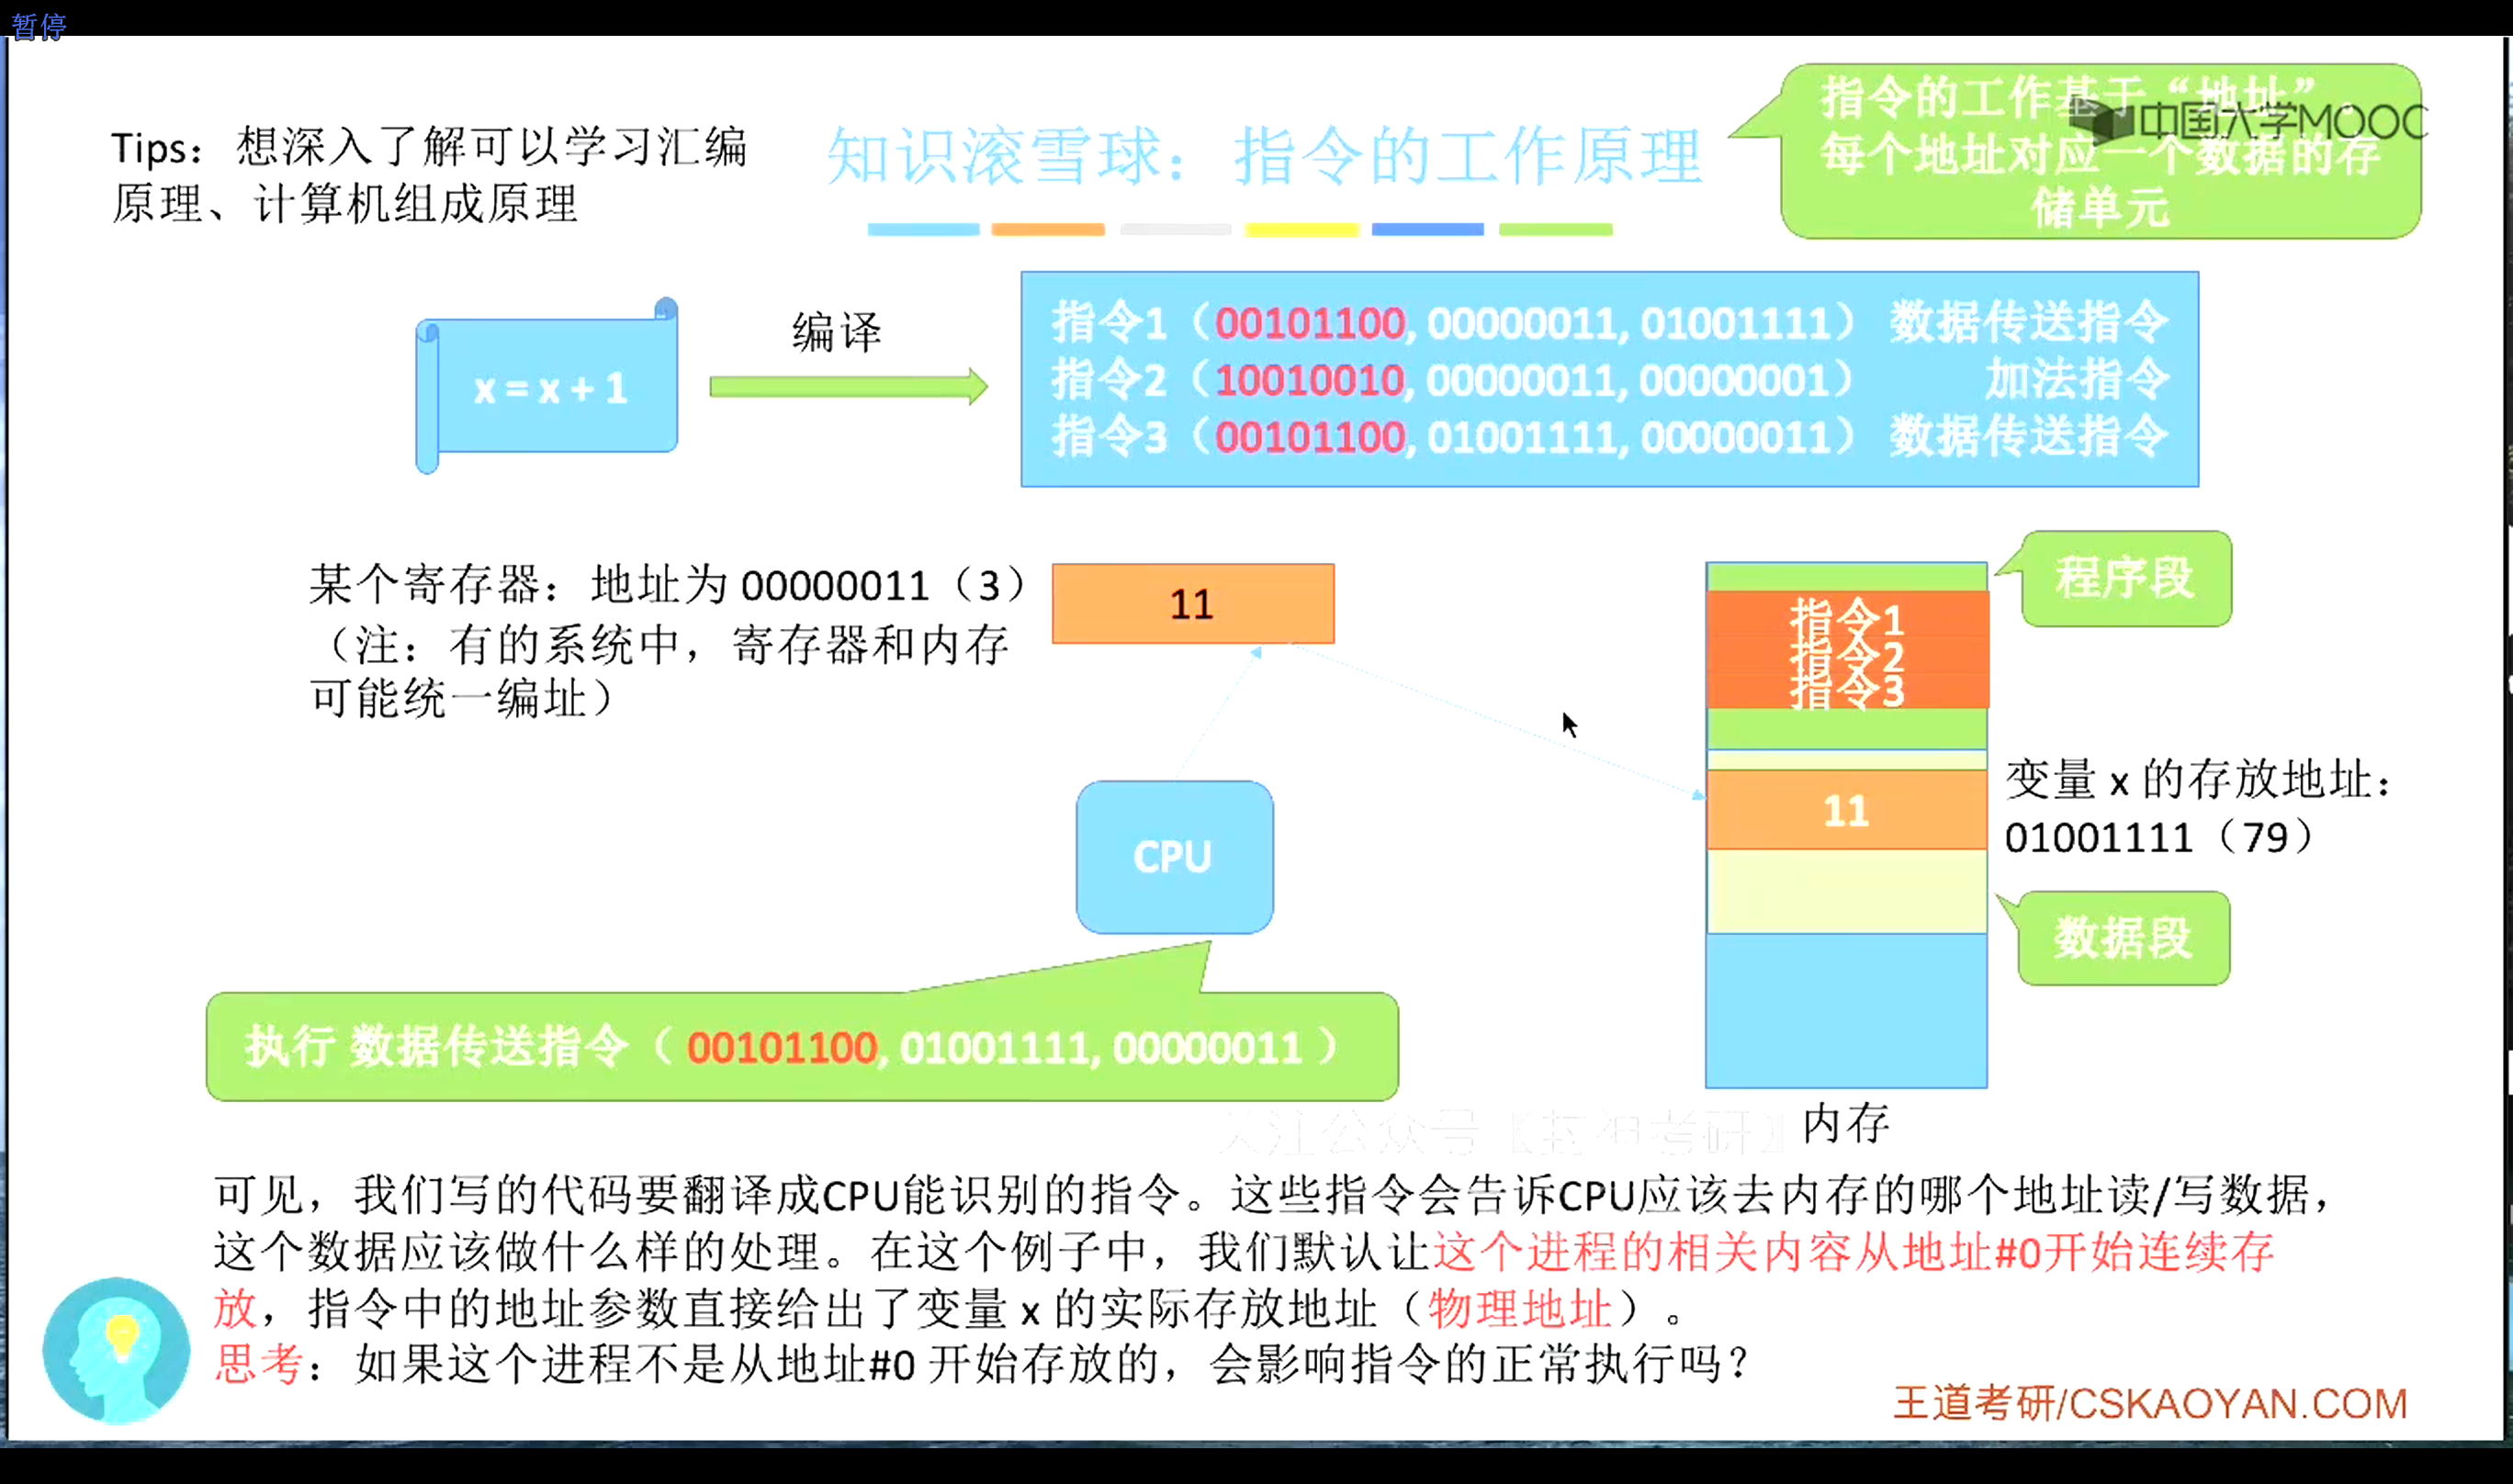 暂停
Tips：想深入了解可以学习汇编
原理、计算机组成原理
知识滚雪球：指令的工作原理
指令的工作基于“地址”。
每个地址对应一个数据的存
储单元
中国大学MOOC
x = x + 1
编译
指令1（00101100, 00000011, 01001111） 数据传送指令
指令2（10010010, 00000011, 00000001） 加法指令
指令3（00101100, 01001111, 00000011） 数据传送指令
某个寄存器：地址为 00000011（3）
（注：有的系统中，寄存器和内存
可能统一编址）
11
程序段
指令1
指令2
指令3
11
变量 x 的存放地址：
01001111（79）
CPU
数据段
执行 数据传送指令（ 00101100, 01001111, 00000011 ）
内存
可见，我们写的代码要翻译成CPU能识别的指令。这些指令会告诉CPU应该去内存的哪个地址读/写数据，
这个数据应该做什么样的处理。在这个例子中，我们默认让这个进程的相关内容从地址#0开始连续存
放，指令中的地址参数直接给出了变量 x 的实际存放地址（物理地址）。
思考：如果这个进程不是从地址#0 开始存放的，会影响指令的正常执行吗？
王道考研/CSKAOYAN.COM